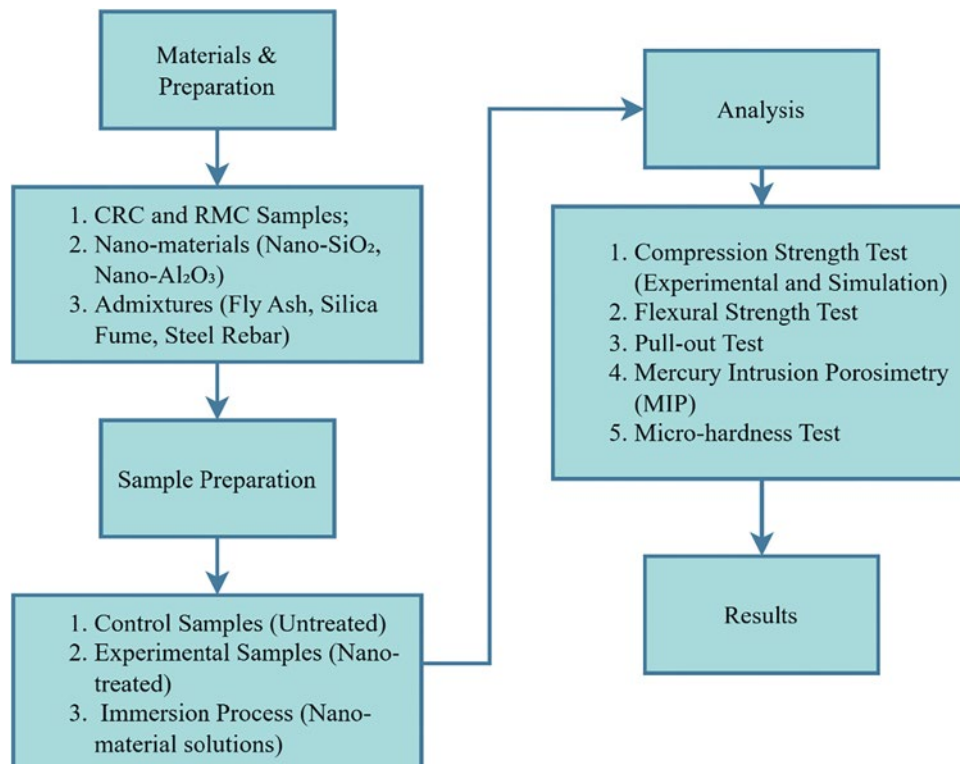 Materials &
Preparation
1. CRC and RMC Samples;
2. Nano-materials (Nano-SiO₂,
Nano-Al₂O₃)
3. Admixtures (Fly Ash, Silica
Fume, Steel Rebar)
Sample Preparation
1. Control Samples (Untreated)
2. Experimental Samples (Nano-
treated)
3. Immersion Process (Nano-
material solutions)
Analysis
1. Compression Strength Test
(Experimental and Simulation)
2. Flexural Strength Test
3. Pull-out Test
4. Mercury Intrusion Porosimetry
(MIP)
5. Micro-hardness Test
Results